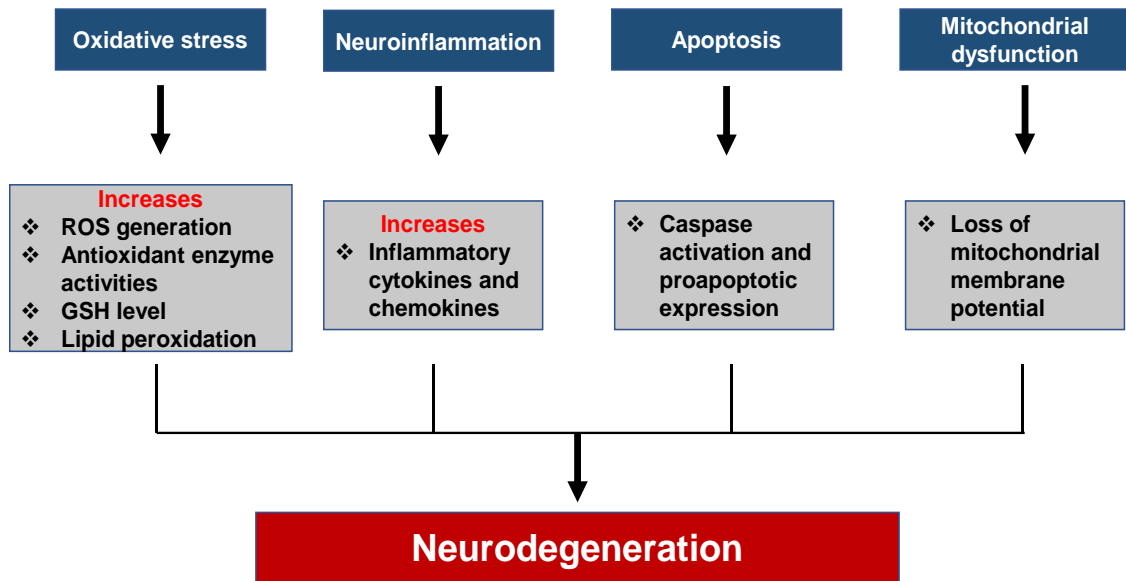 Oxidative stress
Neuroinflammation
Apoptosis
Mitochondrial
dysfunction
Increases
❖ ROS generation
❖ Antioxidant enzyme
activities
❖ GSH level
❖ Lipid peroxidation
Increases
❖ Inflammatory
cytokines and
chemokines
❖ Caspase
activation and
proapoptotic
expression
❖ Loss of
mitochondrial
membrane
potential
Neurodegeneration